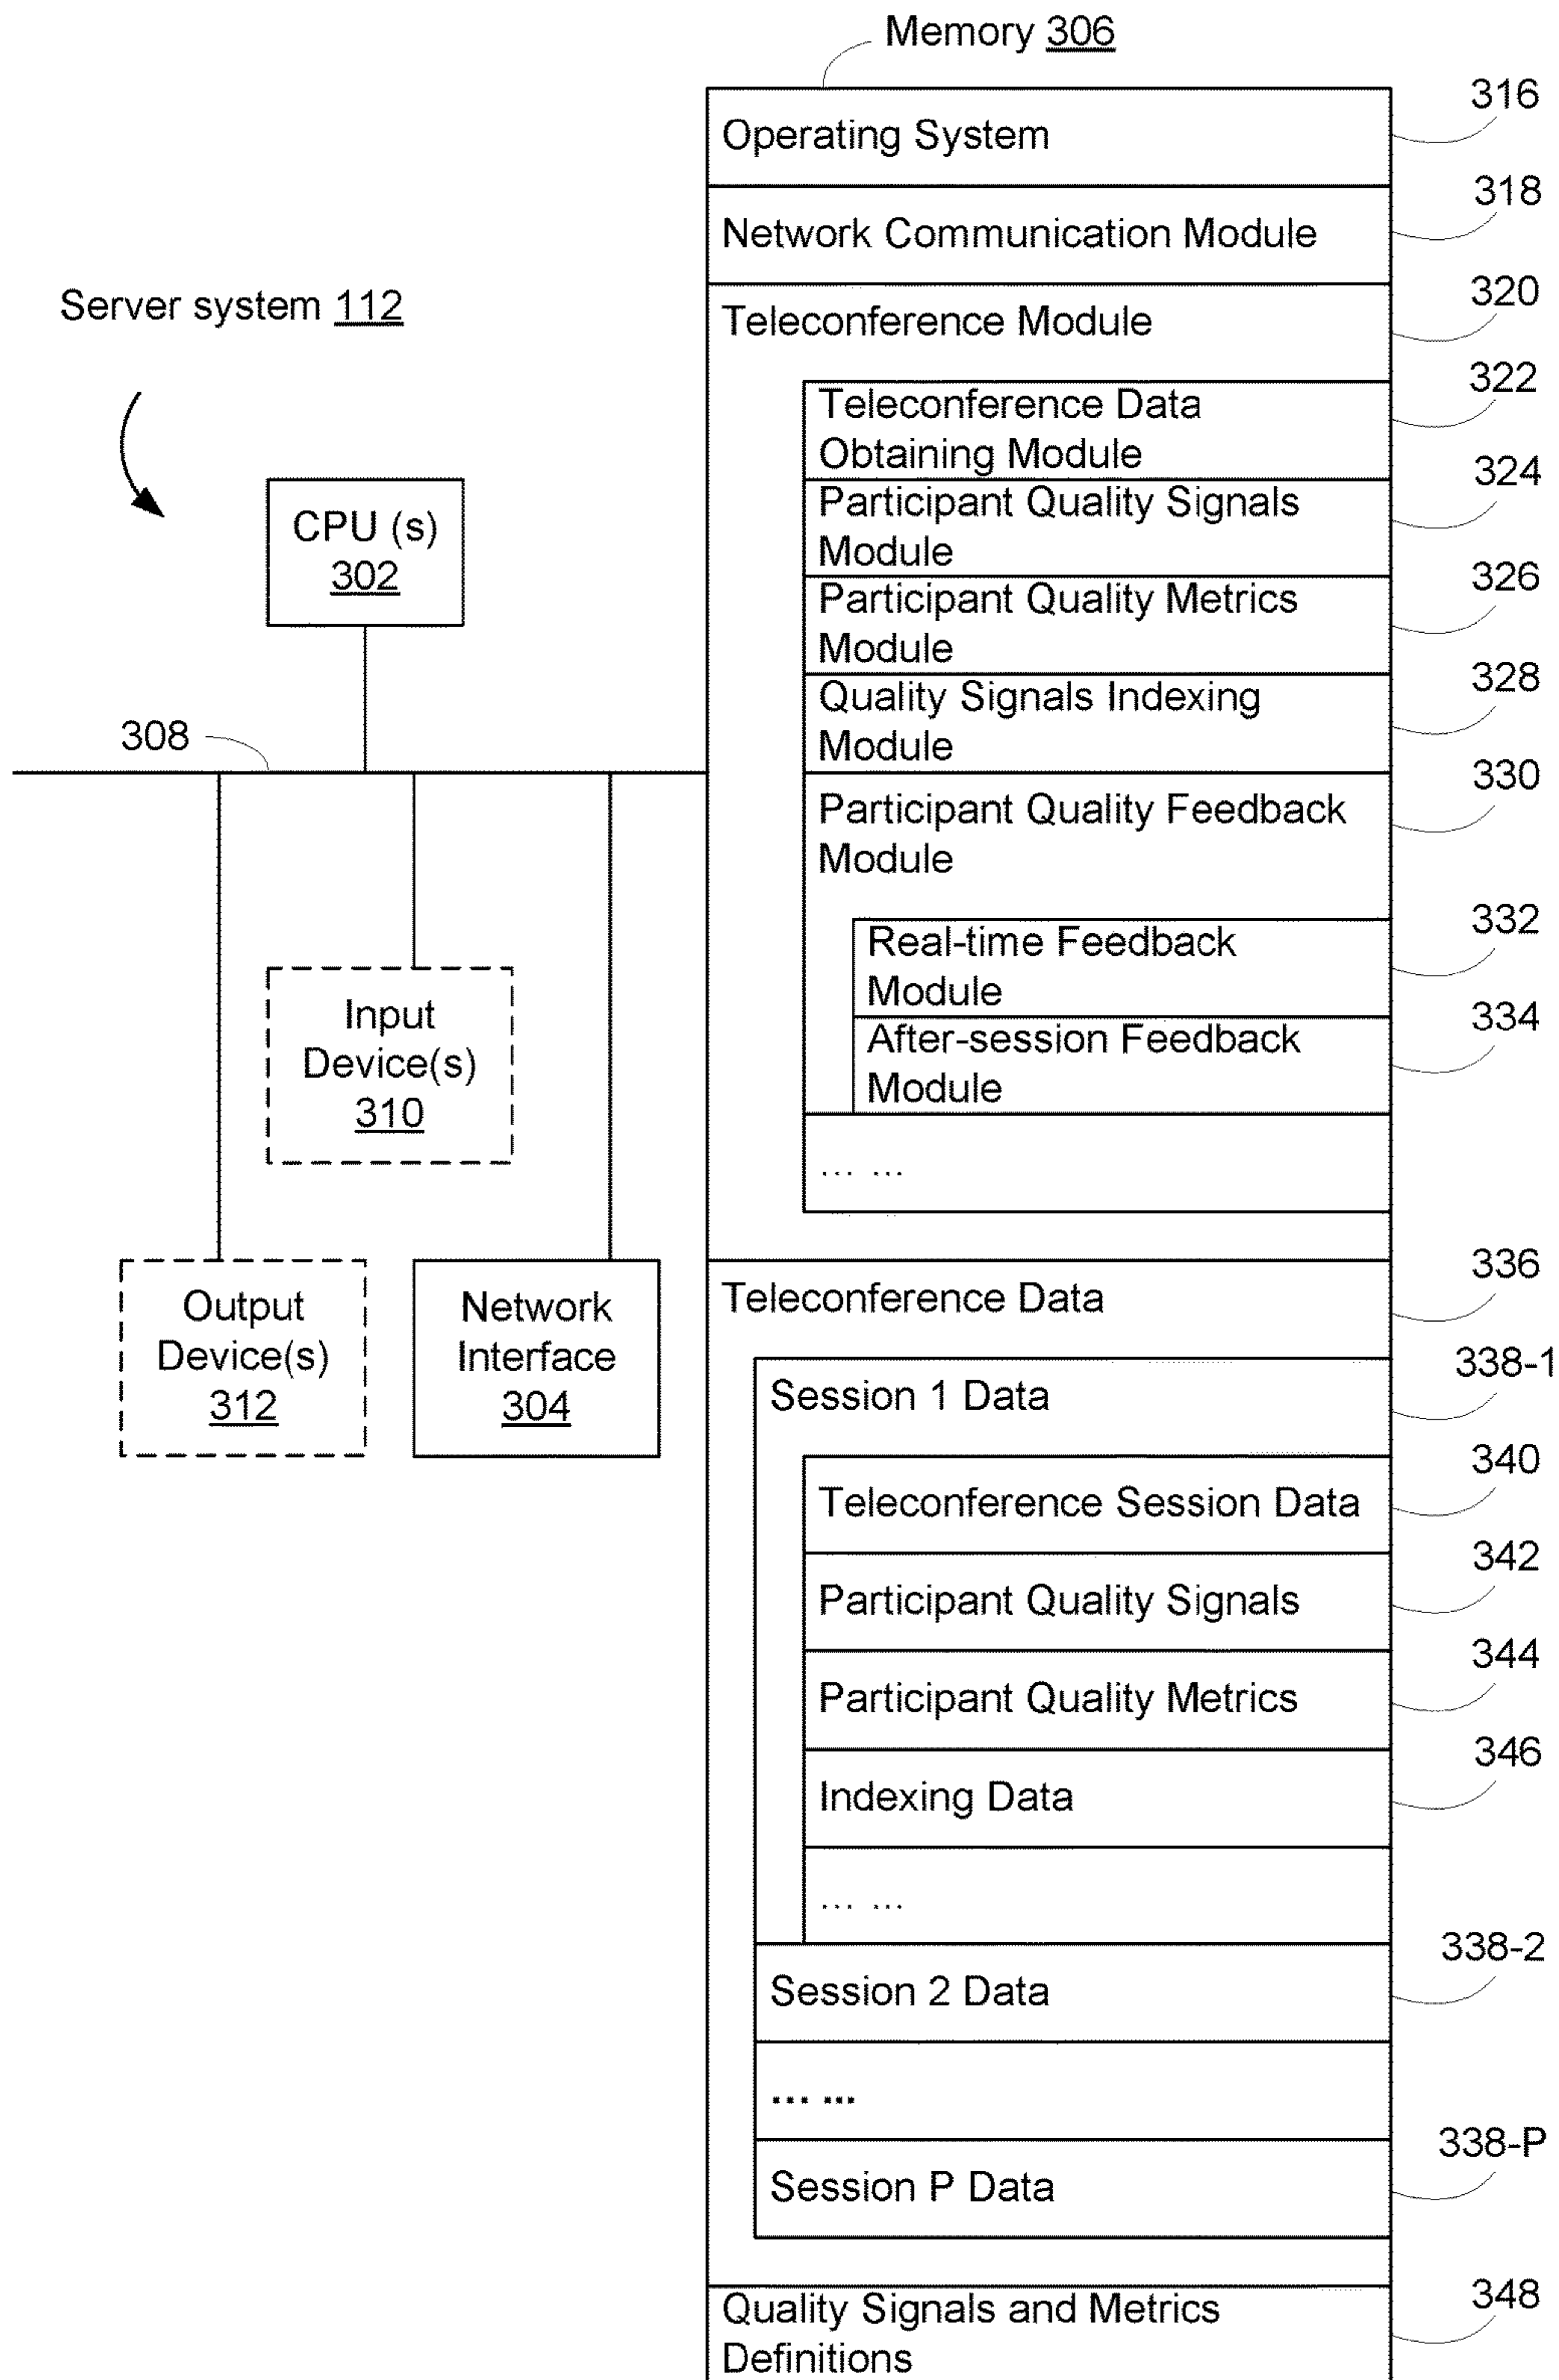 Memory 306
Operating System
316
Network Communication Module
318
Server system 112
Teleconference Module
320
Teleconference Data
Obtaining Module
322
Participant Quality Signals
Module
324
CPU (s)
302
Participant Quality Metrics
Module
326
Quality Signals Indexing
Module
328
308
Participant Quality Feedback
Module
330
Real-time Feedback
Module
332
After-session Feedback
Module
334
Input
Device(s)
310
... ...
Output
Device(s)
312
Network
Interface
304
Teleconference Data
336
Session 1 Data
338-1
Teleconference Session Data
340
Participant Quality Signals
342
Participant Quality Metrics
344
Indexing Data
346
... ...
Session 2 Data
338-2
... ...
Session P Data
338-P
Quality Signals and Metrics
Definitions
348